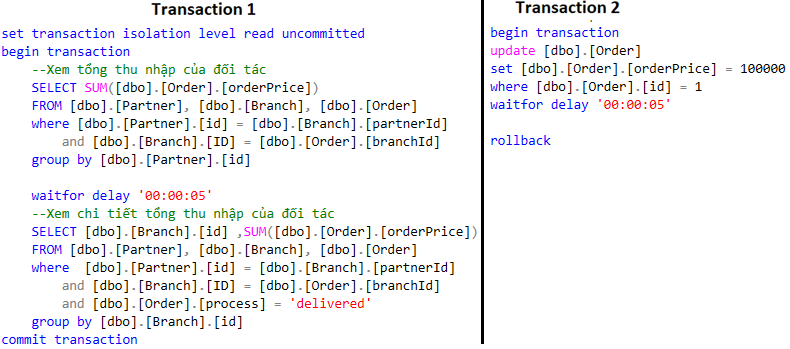 Transaction 1
set transaction isolation level read uncommitted
begin transaction
--Xem tổng thu nhập của đối tác
SELECT SUM([dbo].[Order].[orderPrice])
FROM [dbo].[Partner], [dbo].[Branch], [dbo].[Order]
where [dbo].[Partner].[id] = [dbo].[Branch].[partnerId]
and [dbo].[Branch].[ID] = [dbo].[Order].[branchId]
group by [dbo].[Partner].[id]
waitfor delay '00:00:05'
--Xem chi tiết tổng thu nhập của đối tác
SELECT [dbo].[Branch].[id] ,SUM([dbo].[Order].[orderPrice])
FROM [dbo].[Partner], [dbo].[Branch], [dbo].[Order]
where  [dbo].[Partner].[id] = [dbo].[Branch].[partnerId]
and [dbo].[Branch].[ID] = [dbo].[Order].[branchId]
and [dbo].[Order].[process] = 'delivered'
group by [dbo].[Branch].[id]
commit transaction
Transaction 2
begin transaction
update [dbo].[Order]
set [dbo].[Order].[orderPrice] = 100000
where [dbo].[Order].[id] = 1
waitfor delay '00:00:05'
rollback